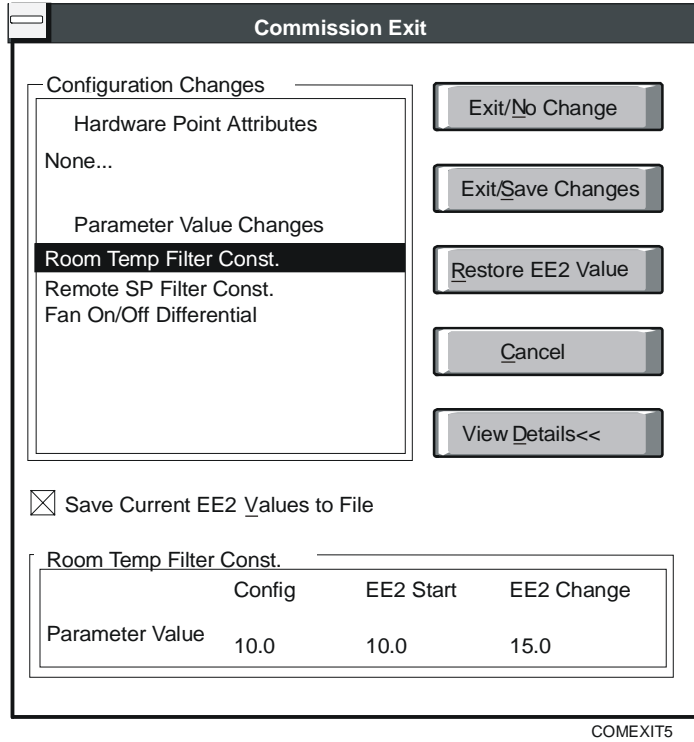 Commission Exit
Configuration Changes
Hardware Point Attributes
None...
Parameter Value Changes
Room Temp Filter Const.
Remote SP Filter Const.
Fan On/Off Differential
Exit/No Change
Exit/Save Changes
Restore EE2 Value
Cancel
View Details<<
Save Current EE2 Values to File
Room Temp Filter Const.
Config EE2 Start EE2 Change
Parameter Value 10.0 10.0 15.0
COMEXIT5